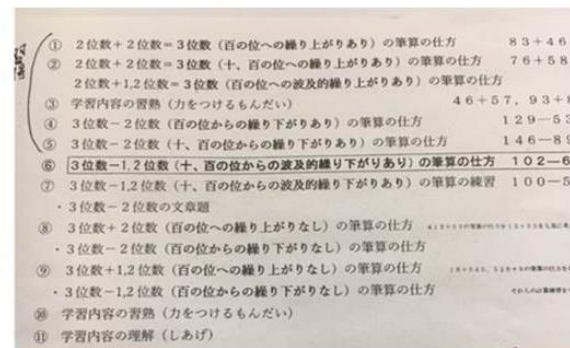 ① 2位数+2位数=3位数(百の位への繰り上がりあり)の筆算の仕方 83+46
② 2位数+2位数=3位数(十、百の位への繰り上がりあり)の筆算の仕方 76+58
2位数+1,2位数=3位数(百の位への波及的繰り上がりあり)の筆算の仕方
③ 学習内容の習熟(力をつけるもんだい) 46+57, 93+8
④ 3位数−2位数(百の位からの繰り下がりあり)の筆算の仕方 129−53
⑤ 3位数−2位数(十、百の位からの繰り下がりあり)の筆算の仕方 146−89
⑥ 3位数−1,2位数(十、百の位からの波及的繰り下がりあり)の筆算の仕方 102−6
⑦ 3位数−1,2位数(十、百の位からの波及的繰り下がりあり)の筆算の練習 100−5
・3位数−2位数の文章題
⑧ 3位数+2位数(百の位への繰り上がりなし)の筆算の仕方
・3位数−2位数(百の位からの繰り下がりなし)の筆算の仕方
⑨ 3位数+1,2位数(百の位への繰り上がりなし)の筆算の仕方
・3位数−1,2位数(百の位からの繰り下がりなし)の筆算の仕方
⑩ 学習内容の習熟(力をつけるもんだい)
⑪ 学習内容の理解(しあげ)